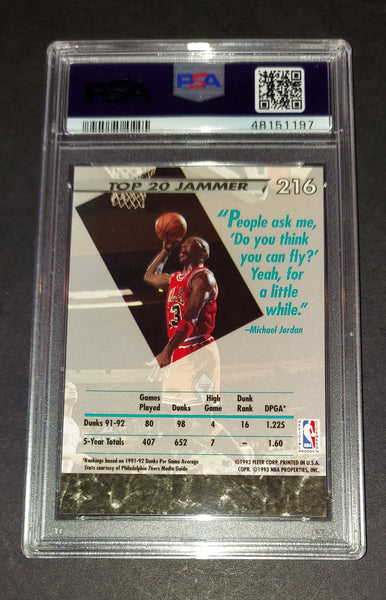 PSA
PSA
48151197
TOP 20 JAMMER 216
"People ask me,
'Do you think
you can fly?'
Yeah, for
a little
while."
–Michael Jordan
Games Played Dunks High Game Dunk Rank DPGA*
Dunks 91-92 80 98 4 16 1.225
5-Year Totals 407 652 7 – 1.60
*Rankings based on 1991-92 Dunks Per Game Average
Stats courtesy of Philadelphia 76ers Media Guide
NBA
©1993 FLEER CORP. PRINTED IN U.S.A.
©OPR. ©1993 NBA PROPERTIES, INC.